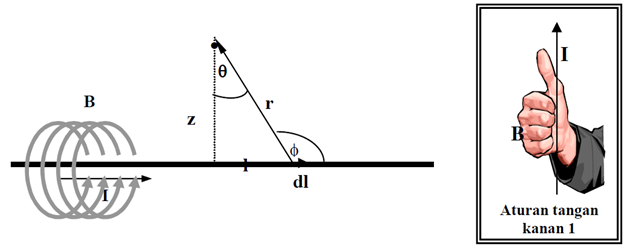 B
I
θ
z
r
ϕ
l
dl
I
B
Aturan tangan
kanan 1